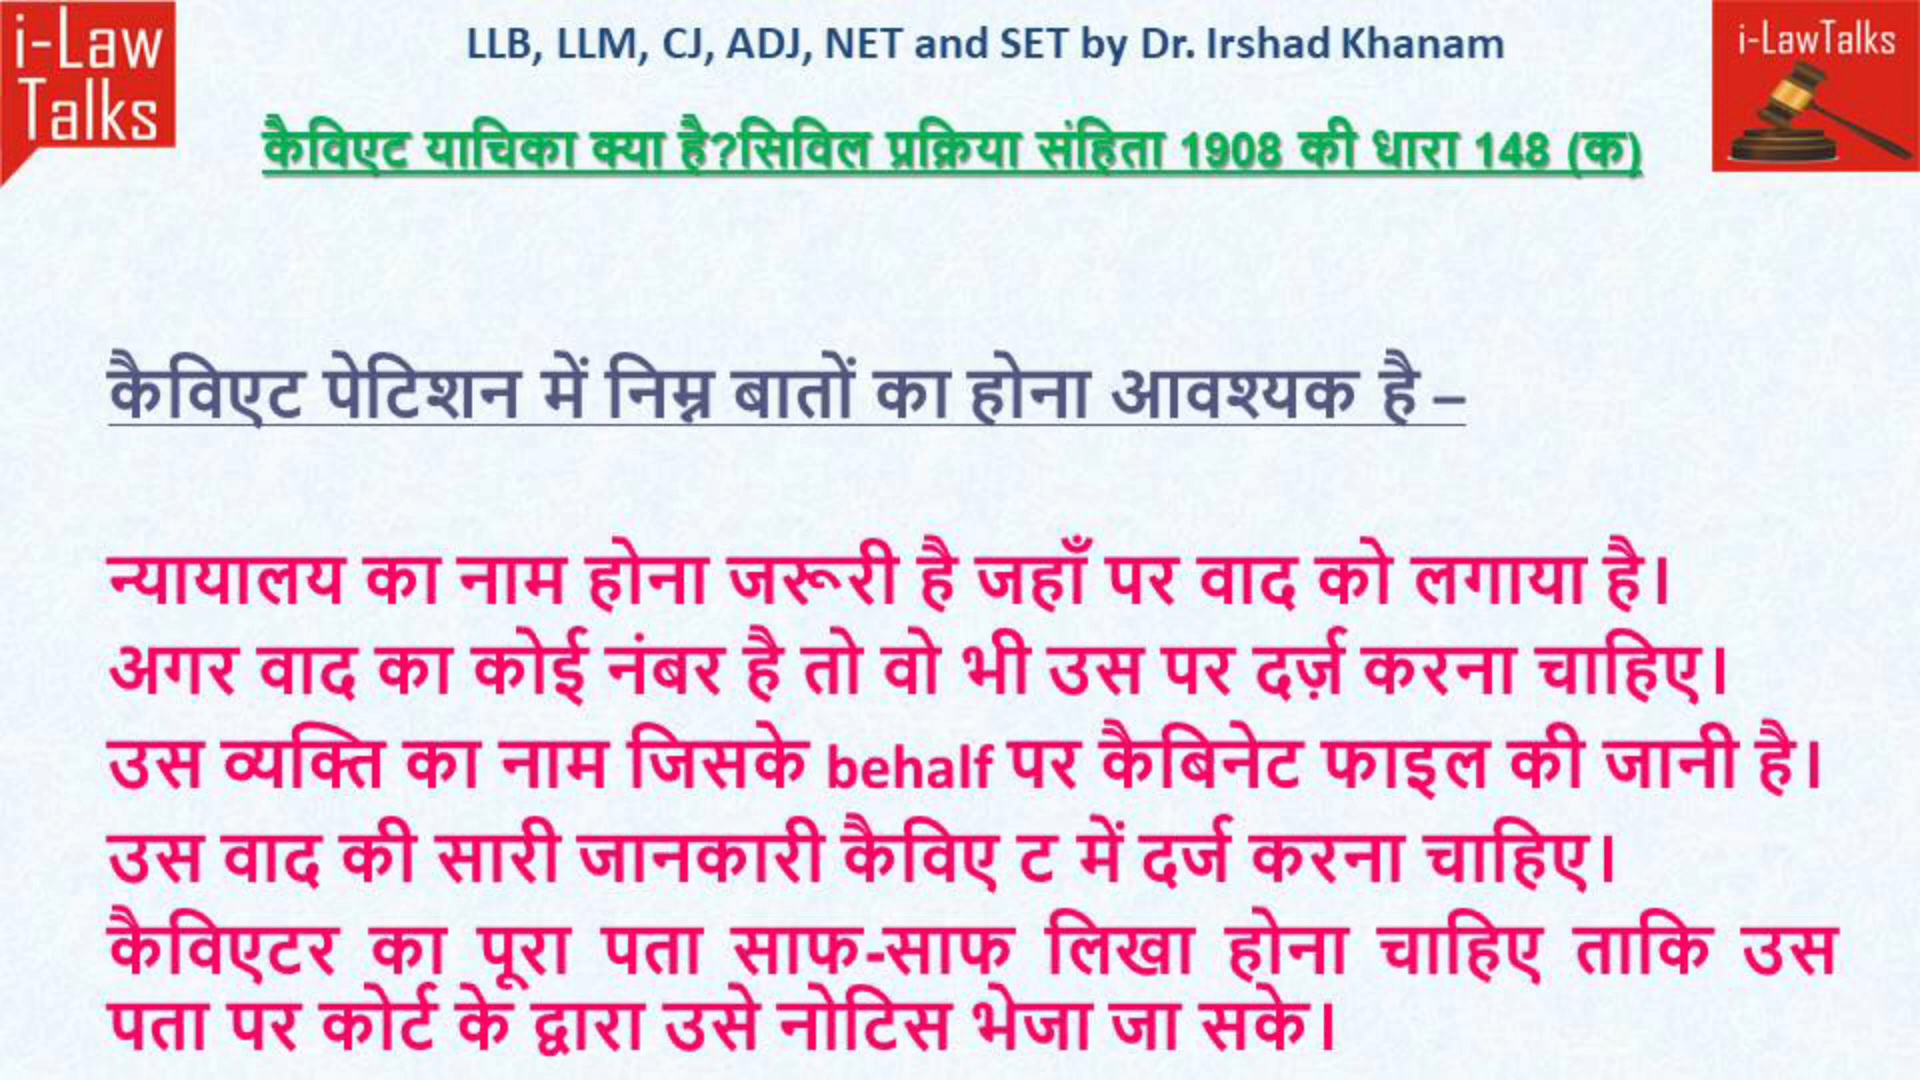 i-Law
Talks
LLB, LLM, CJ, ADJ, NET and SET by Dr. Irshad Khanam
i-LawTalks
कैविएट याचिका क्या है?सिविल प्रक्रिया संहिता 1908 की धारा 148 (क)
कैविएट पेटिशन में निम्न बातों का होना आवश्यक है –
न्यायालय का नाम होना जरूरी है जहाँ पर वाद को लगाया है।
अगर वाद का कोई नंबर है तो वो भी उस पर दर्ज़ करना चाहिए।
उस व्यक्ति का नाम जिसके behalf पर कैबिनेट फाइल की जानी है।
उस वाद की सारी जानकारी कैविए ट में दर्ज करना चाहिए।
कैविएटर का पूरा पता साफ-साफ लिखा होना चाहिए ताकि उस
पता पर कोर्ट के द्वारा उसे नोटिस भेजा जा सके।